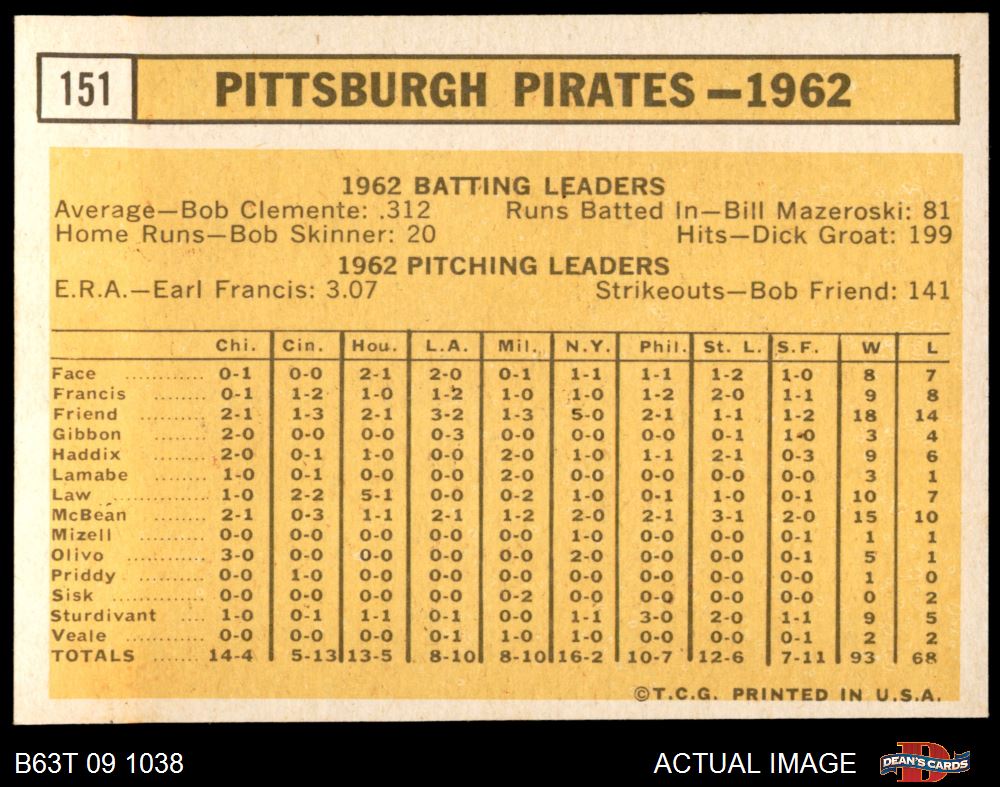 151 PITTSBURGH PIRATES—1962
1962 BATTING LEADERS
Average—Bob Clemente: .312 Runs Batted In—Bill Mazeroski: 81
Home Runs—Bob Skinner: 20 Hits—Dick Groat: 199
1962 PITCHING LEADERS
E.R.A.—Earl Francis: 3.07 Strikeouts—Bob Friend: 141
Chi. Cin. Hou. L.A. Mil. N.Y. Phil. St. L. S.F. W L
Face ............ 0-1 0-0 2-1 2-0 0-1 1-1 1-1 1-2 1-0 8 7
Francis ........ 0-1 1-2 1-0 1-2 1-0 1-0 1-2 2-0 1-1 9 8
Friend ......... 2-1 1-3 2-1 3-2 1-3 5-0 2-1 1-1 1-2 18 14
Gibbon ........ 2-0 0-0 0-0 0-3 0-0 0-0 0-0 0-1 1-0 3 4
Haddix ........ 2-0 0-1 1-0 0-0 2-0 1-0 1-1 2-1 0-3 9 6
Lamabe ....... 1-0 0-1 0-0 0-0 2-0 0-0 0-0 0-0 0-0 3 1
Law .............. 1-0 2-2 5-1 0-0 0-2 1-0 0-1 1-0 0-1 10 7
McBean ........ 2-1 0-3 1-1 2-1 1-2 2-0 2-1 3-1 2-0 15 10
Mizell .......... 0-0 0-0 0-0 0-0 0-0 1-0 0-0 0-0 0-1 1 1
Olivo ............ 3-0 0-0 0-0 0-0 0-0 2-0 0-0 0-0 0-1 5 1
Priddy .......... 0-0 1-0 0-0 0-0 0-0 0-0 0-0 0-0 0-0 1 0
Sisk .............. 0-0 0-0 0-0 0-0 0-2 0-0 0-0 0-0 0-0 0 2
Sturdivant .... 1-0 0-1 1-1 0-1 0-0 1-1 3-0 2-0 1-1 9 5
Veale ............ 0-0 0-0 0-0 0-1 1-0 1-0 0-0 0-0 0-1 2 2
TOTALS ....... 14-4 5-13 13-5 8-10 8-10 16-2 10-7 12-6 7-11 93 68
©T.C.G. PRINTED IN U.S.A.
B63T 09 1038 ACTUAL IMAGE DEAN'S CARDS